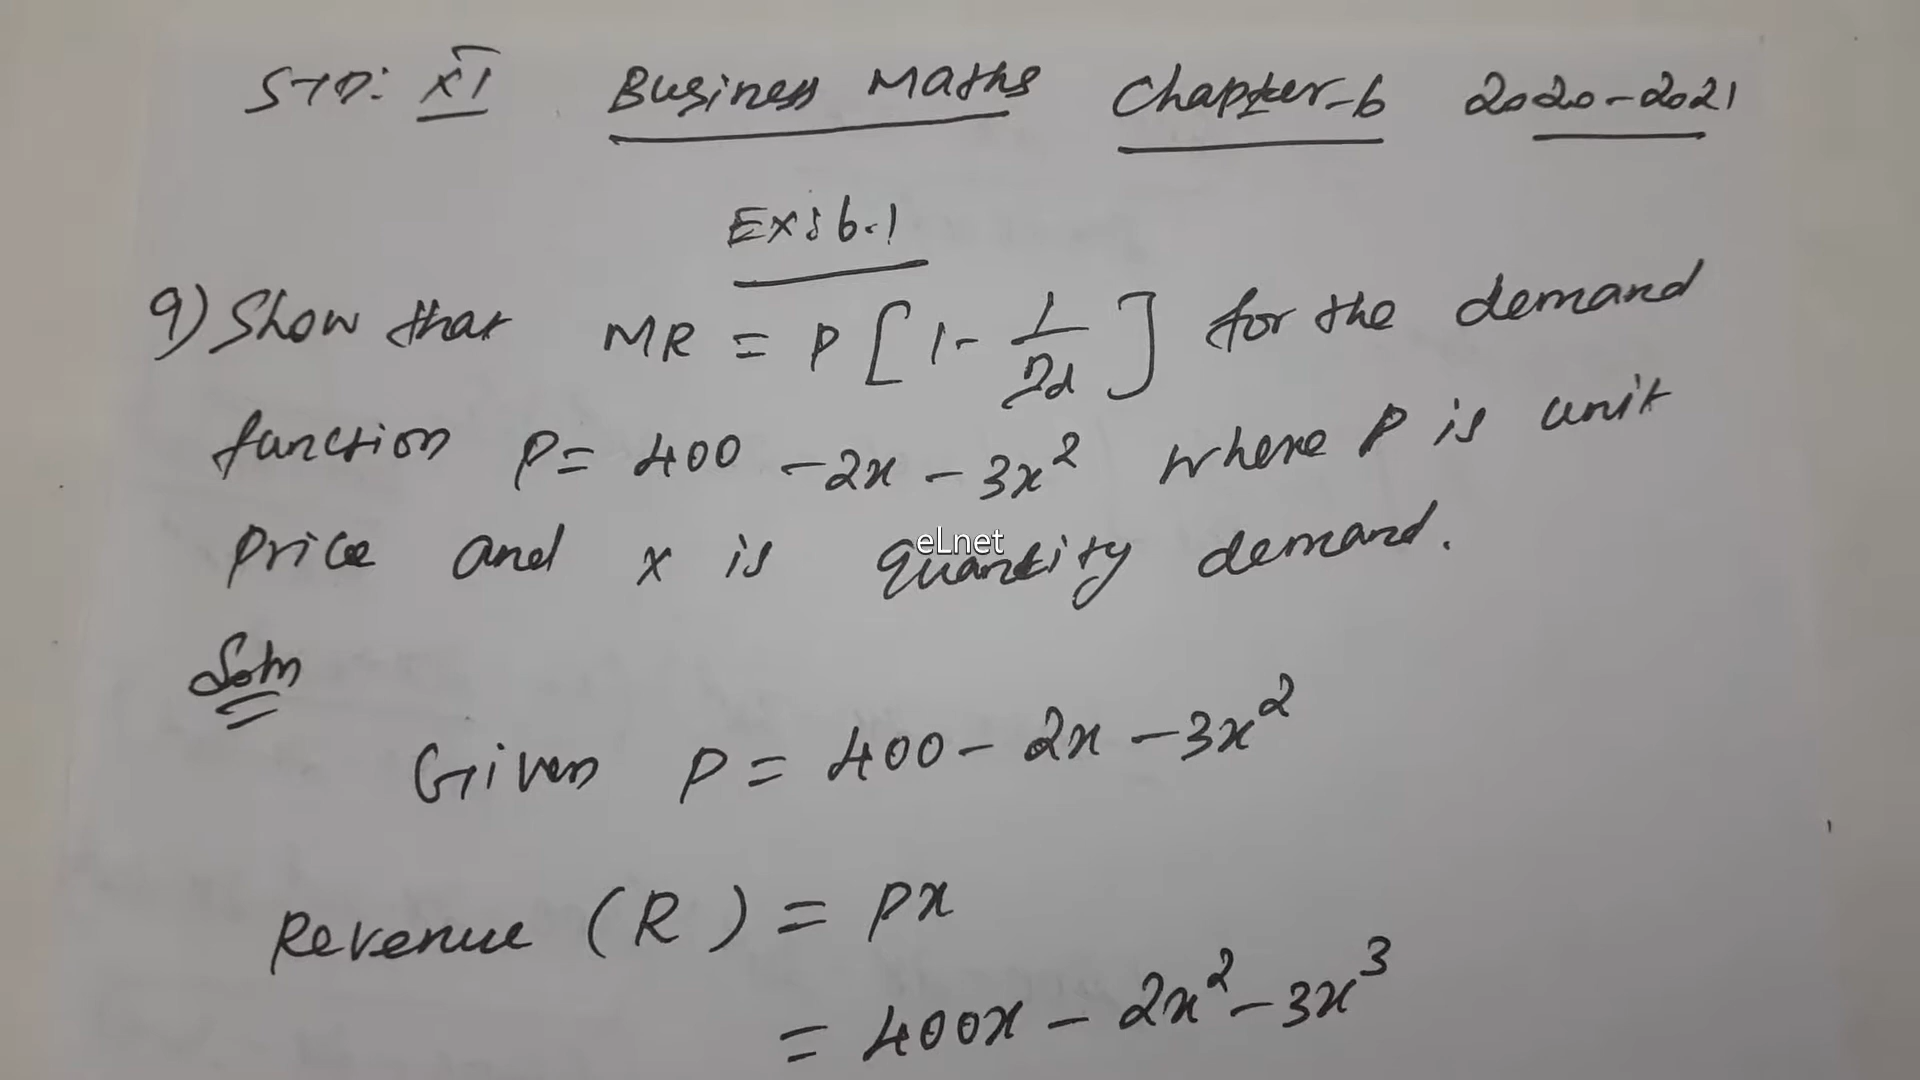 STD: XI Business Maths Chapter-6 2020-2021
Ex: 6.1
9) Show that MR = P [1 - 1/ηd] for the demand
function P = 400 - 2x - 3x² where P is unit
price and x is quantity demand.
eLnet
Soln
Given P = 400 - 2x - 3x²
Revenue (R) = Px
= 400x - 2x² - 3x³